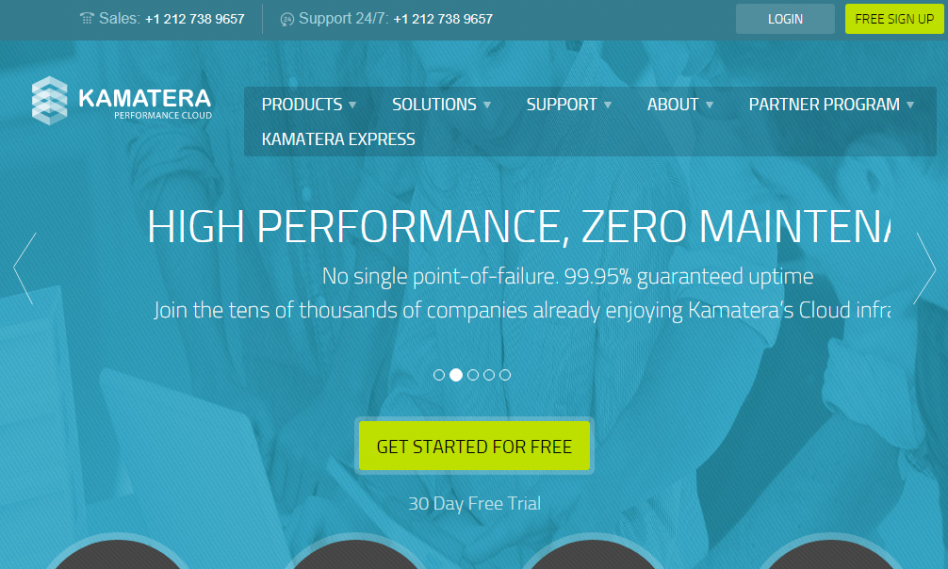 Sales: +1 212 738 9657
24 Support 24/7: +1 212 738 9657
LOGIN
FREE SIGN UP
KAMATERA
PERFORMANCE CLOUD
PRODUCTS SOLUTIONS SUPPORT ABOUT PARTNER PROGRAM
KAMATERA EXPRESS
HIGH PERFORMANCE, ZERO MAINTENA
No single point-of-failure. 99.95% guaranteed uptime
Join the tens of thousands of companies already enjoying Kamatera's Cloud infra
GET STARTED FOR FREE
30 Day Free Trial